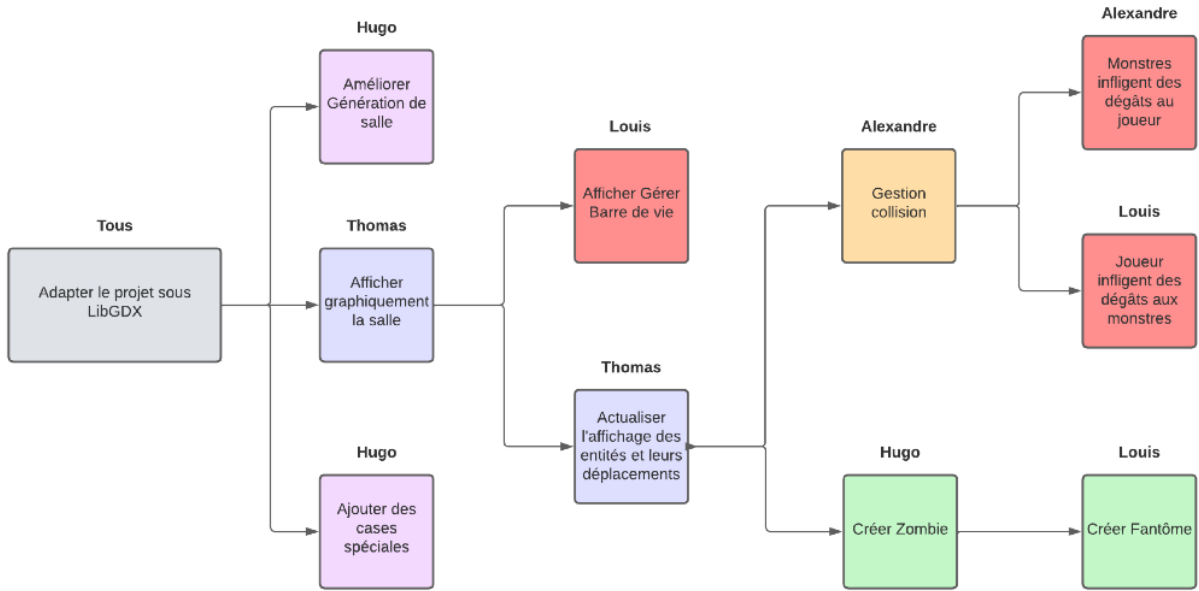 Tous
Adapter le projet sous
LibGDX
Hugo
Améliorer
Génération de
salle
Thomas
Afficher
graphiquement
la salle
Hugo
Ajouter des
cases
spéciales
Louis
Afficher Gérer
Barre de vie
Thomas
Actualiser
l'affichage des
entités et leurs
déplacements
Alexandre
Gestion
collision
Hugo
Créer Zombie
Alexandre
Monstres
infligent des
dégâts au
joueur
Louis
Joueur
infligent des
dégâts aux
monstres
Louis
Créer Fantôme